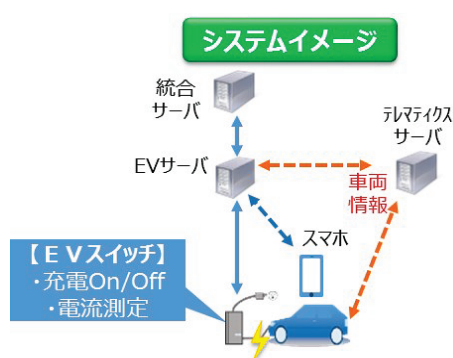 システムイメージ
統合
サーバ
テレマティクス
サーバ
EVサーバ
車両
情報
スマホ
【ＥＶスイッチ】
・充電On/Off
・電流測定